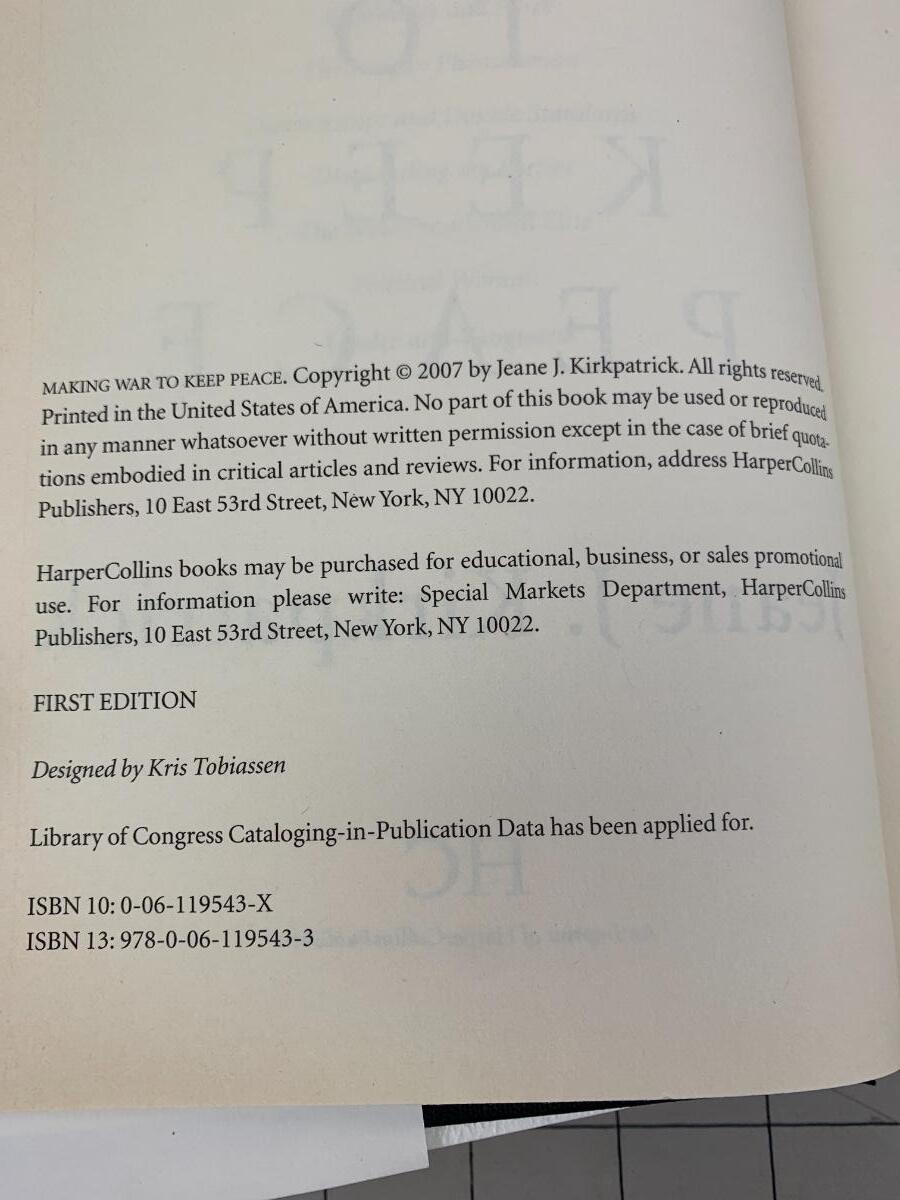 MAKING WAR TO KEEP PEACE. Copyright © 2007 by Jeane J. Kirkpatrick. All rights reserved.
Printed in the United States of America. No part of this book may be used or reproduced
in any manner whatsoever without written permission except in the case of brief quota-
tions embodied in critical articles and reviews. For information, address HarperCollins
Publishers, 10 East 53rd Street, New York, NY 10022.
HarperCollins books may be purchased for educational, business, or sales promotional
use. For information please write: Special Markets Department, HarperCollins
Publishers, 10 East 53rd Street, New York, NY 10022.
FIRST EDITION
Designed by Kris Tobiassen
Library of Congress Cataloging-in-Publication Data has been applied for.
ISBN 10: 0-06-119543-X
ISBN 13: 978-0-06-119543-3